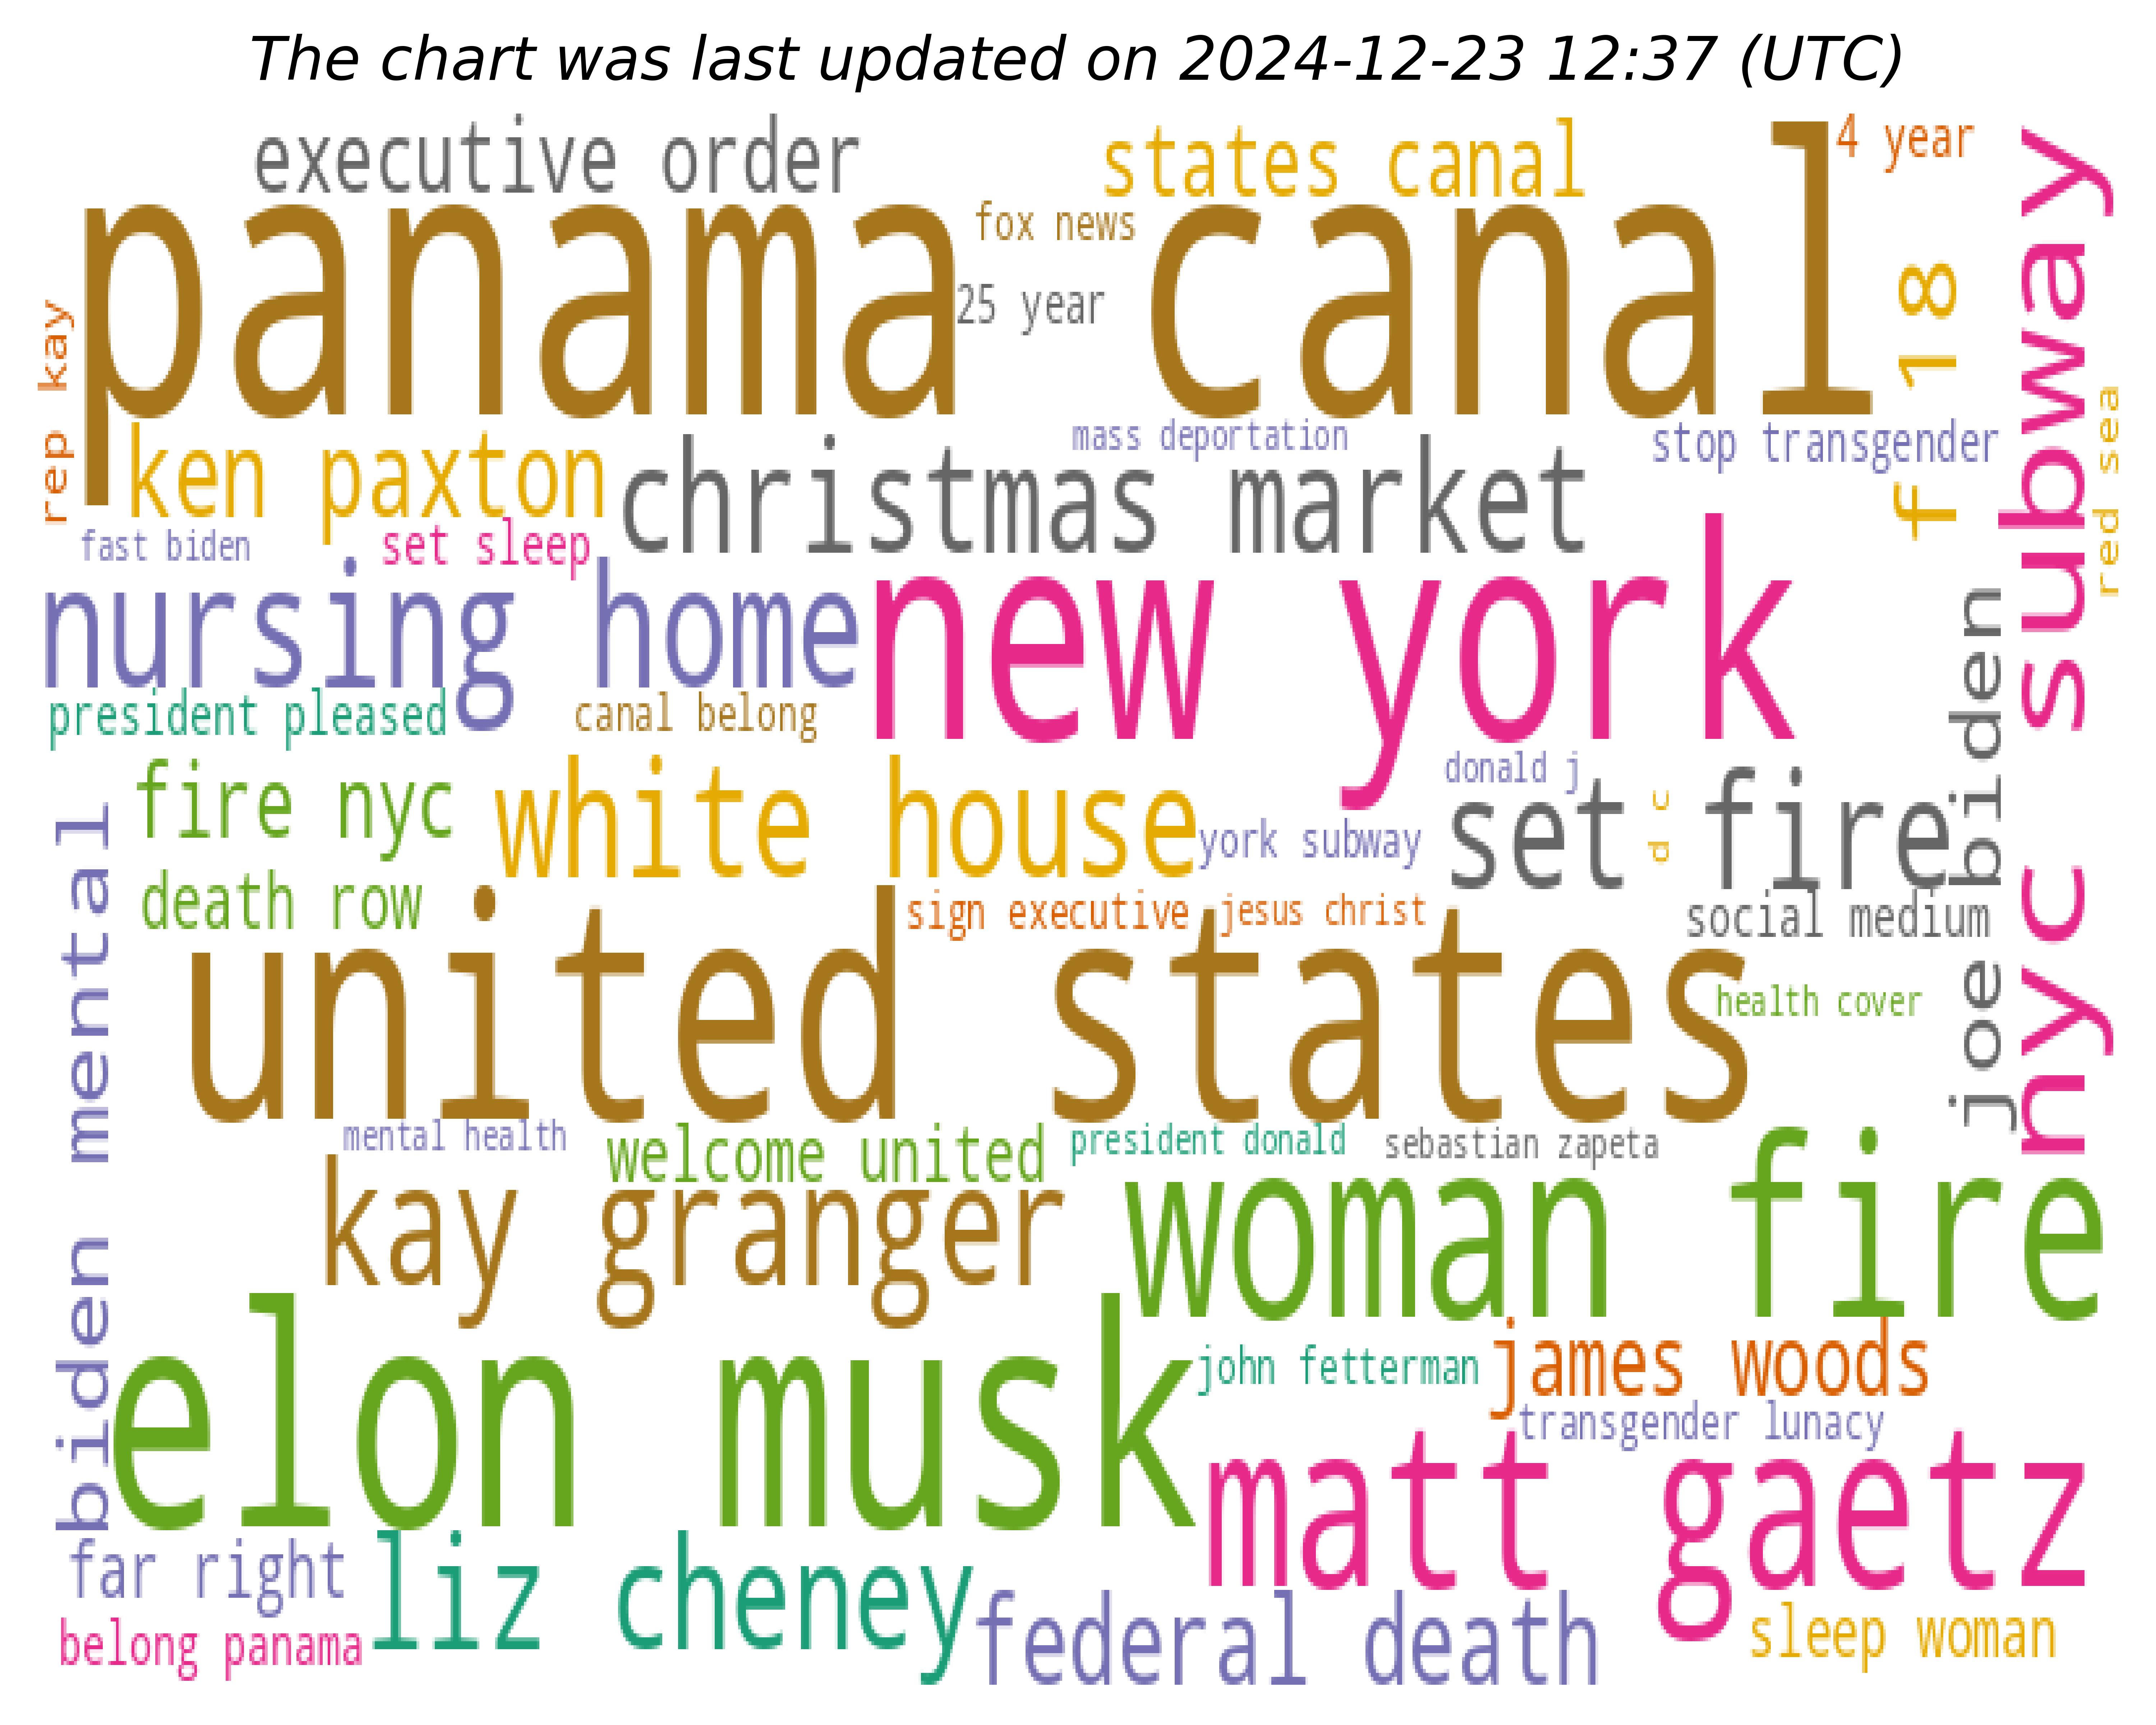 The chart was last updated on 2024-12-23 12:37 (UTC)
executive order
states canal
4 year
panama canal
fox news
25 year
f 18
nyc subway
rep kay
red sea
ken paxton
christmas market
mass deportation
stop transgender
fast biden
set sleep
nursing home
new york
joe biden
president pleased
canal belong
donald j
fire nyc
white house
york subway
set fire
d c
biden mental
death row
sign executive
jesus christ
social medium
united states
health cover
mental health
welcome united
president donald
sebastian zapeta
kay granger
woman fire
elon musk
john fetterman
james woods
transgender lunacy
matt gaetz
far right
liz cheney
federal death
sleep woman
belong panama